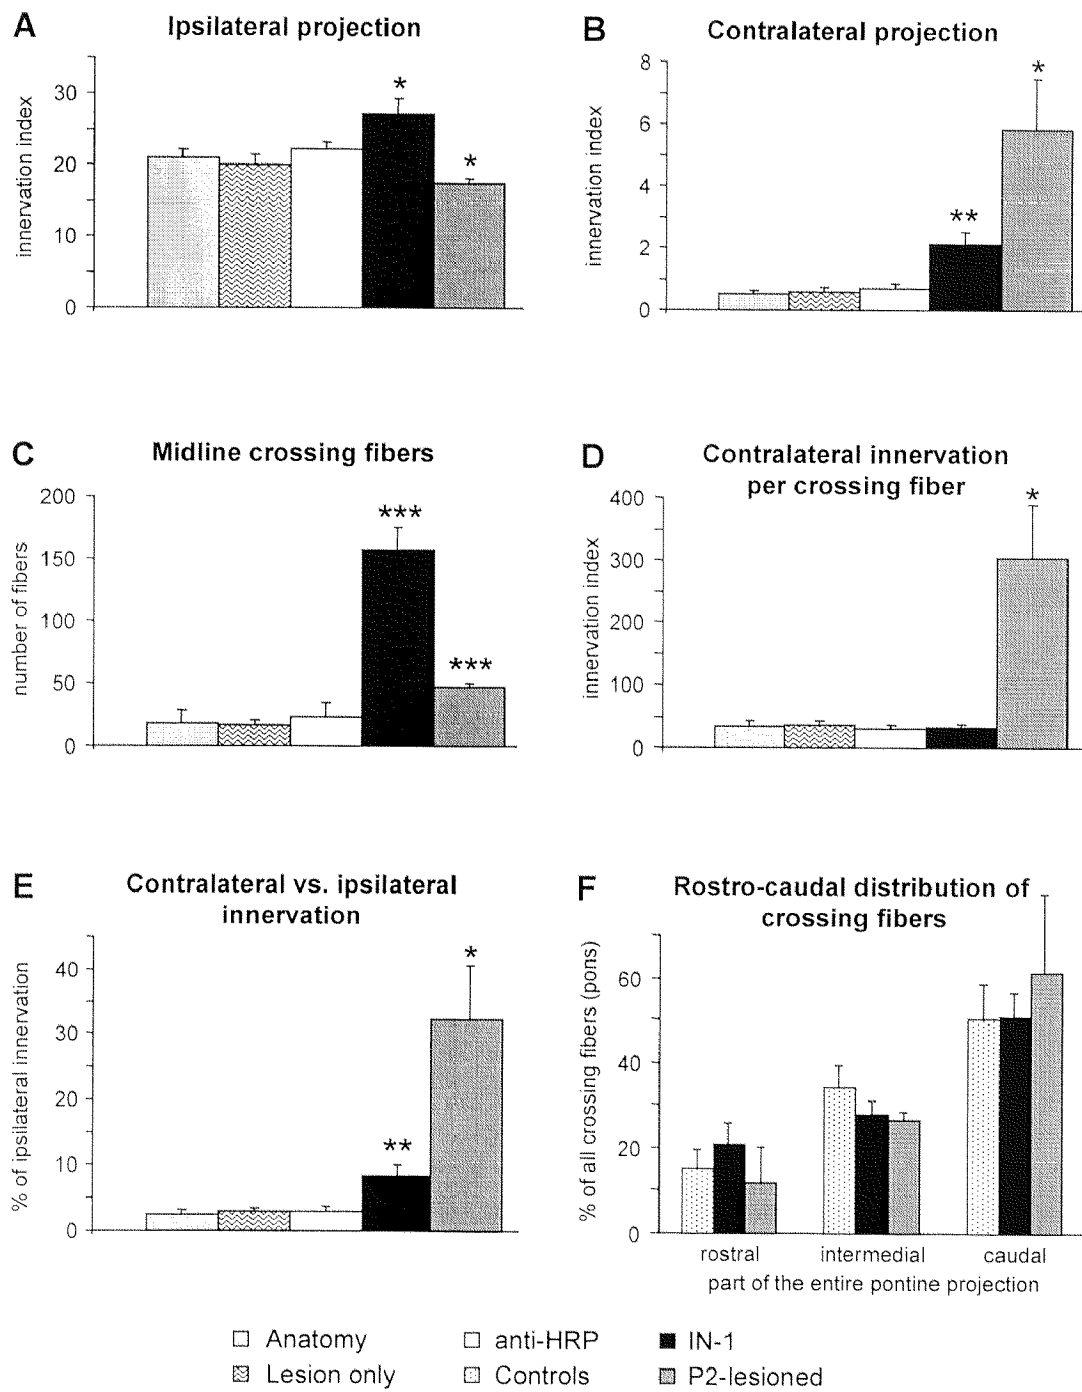 A Ipsilateral projection
innervation index
30
20
10
0
*
*
B Contralateral projection
innervation index
8
6
4
2
0
**
*
C Midline crossing fibers
number of fibers
200
150
100
50
0
***
***
D Contralateral innervation
per crossing fiber
innervation index
400
300
200
100
0
*
E Contralateral vs. ipsilateral
innervation
% of ipsilateral innervation
40
30
20
10
0
**
*
F Rostro-caudal distribution of
crossing fibers
% of all crossing fibers (pons)
60
40
20
0
rostral intermedial caudal
part of the entire pontine projection
Anatomy anti-HRP IN-1
Lesion only Controls P2-lesioned